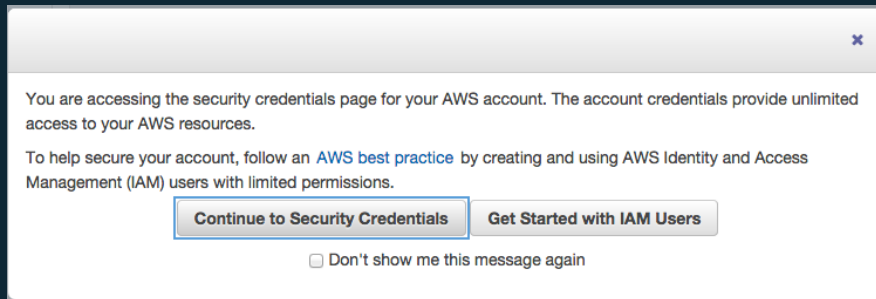 You are accessing the security credentials page for your AWS account. The account credentials provide unlimited
access to your AWS resources.
To help secure your account, follow an AWS best practice by creating and using AWS Identity and Access
Management (IAM) users with limited permissions.
Continue to Security Credentials Get Started with IAM Users
Don't show me this message again